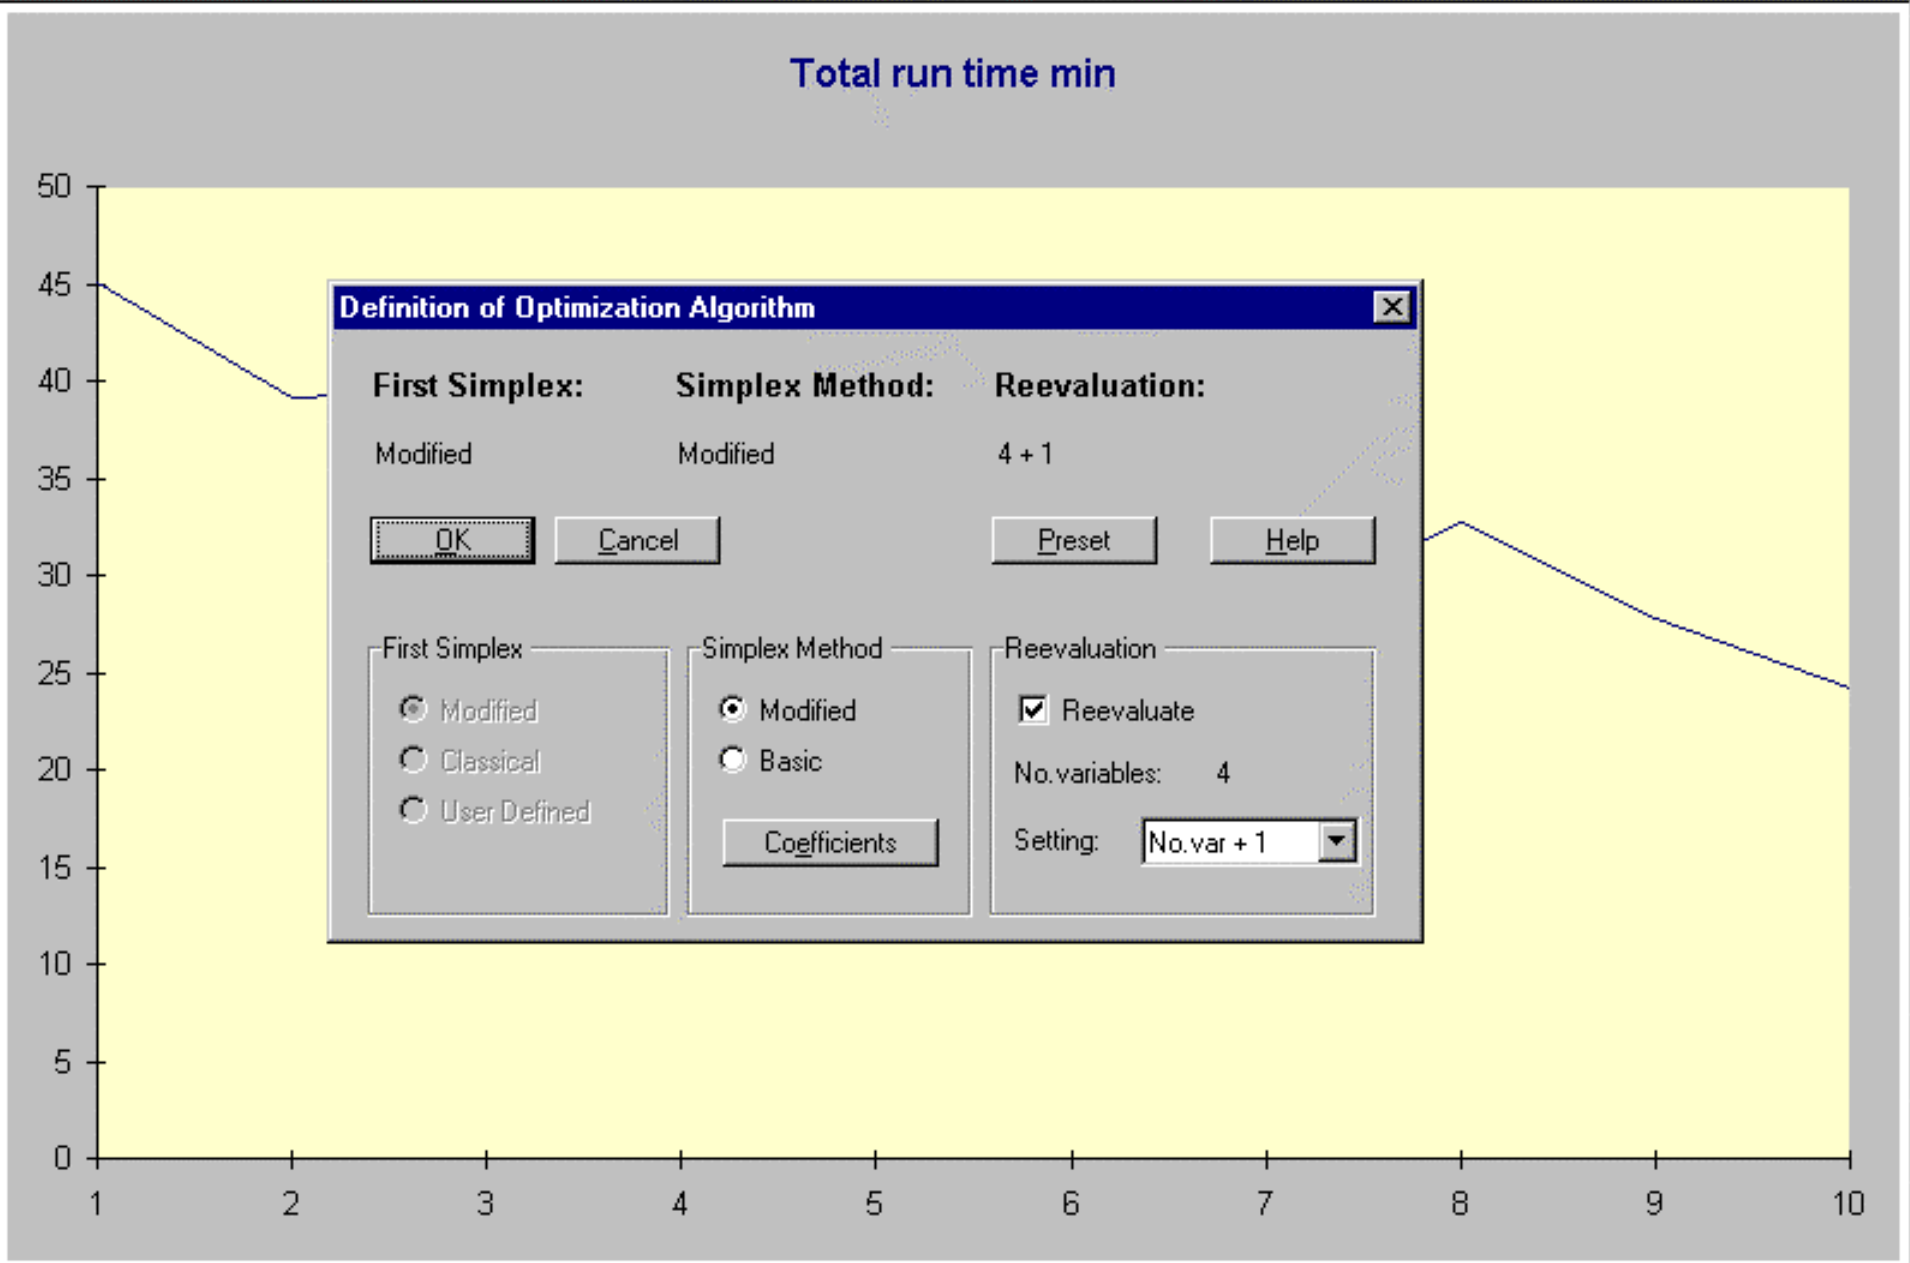 Total run time min
50
45
40
35
30
25
20
15
10
5
0
Definition of Optimization Algorithm
First Simplex: Simplex Method: Reevaluation:
Modified Modified 4 + 1
OK Cancel Preset Help
First Simplex Simplex Method Reevaluation
Modified Modified Reevaluate
Classical Basic No.variables: 4
User Defined Coefficients Setting: No.var + 1
1 2 3 4 5 6 7 8 9 10